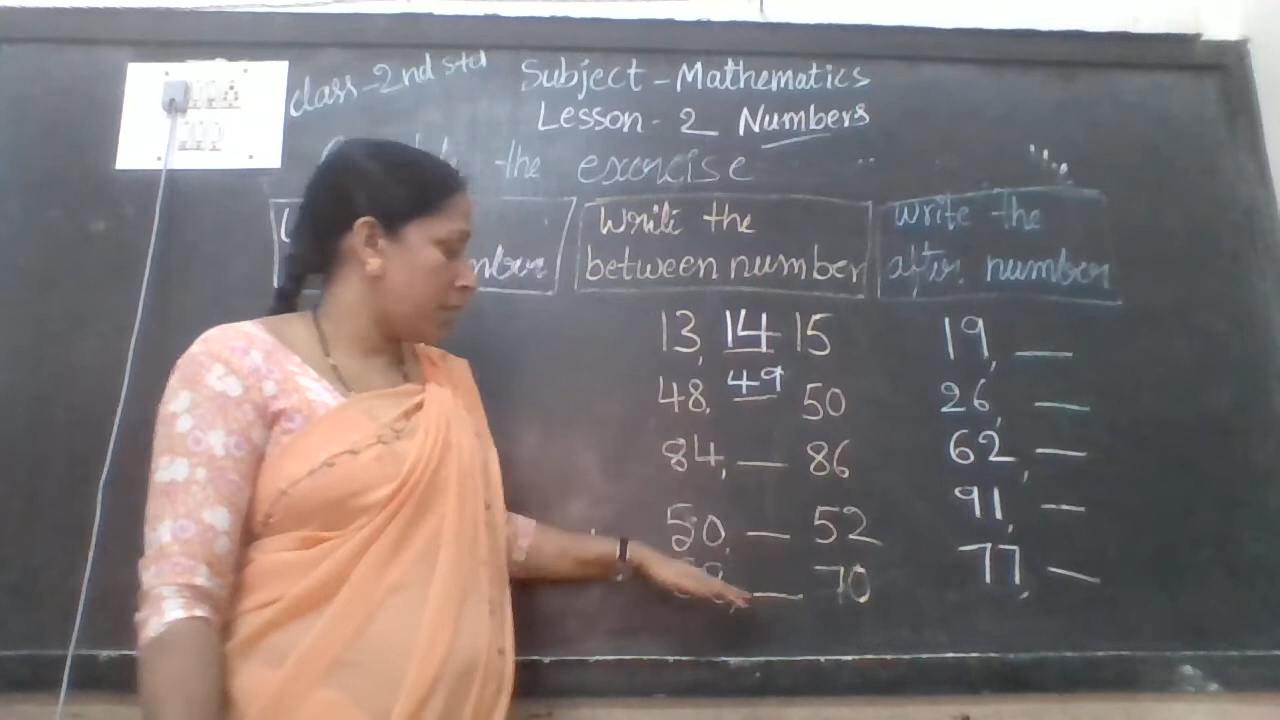 Class-2nd std
Subject - Mathematics
Lesson - 2 Numbers
the exercise
Write the
between number
Write the
after number
13, 14 15
48, 49 50
84, __ 86
50, __ 52
__ 70
19, __
26, __
62, __
91, __
77, __